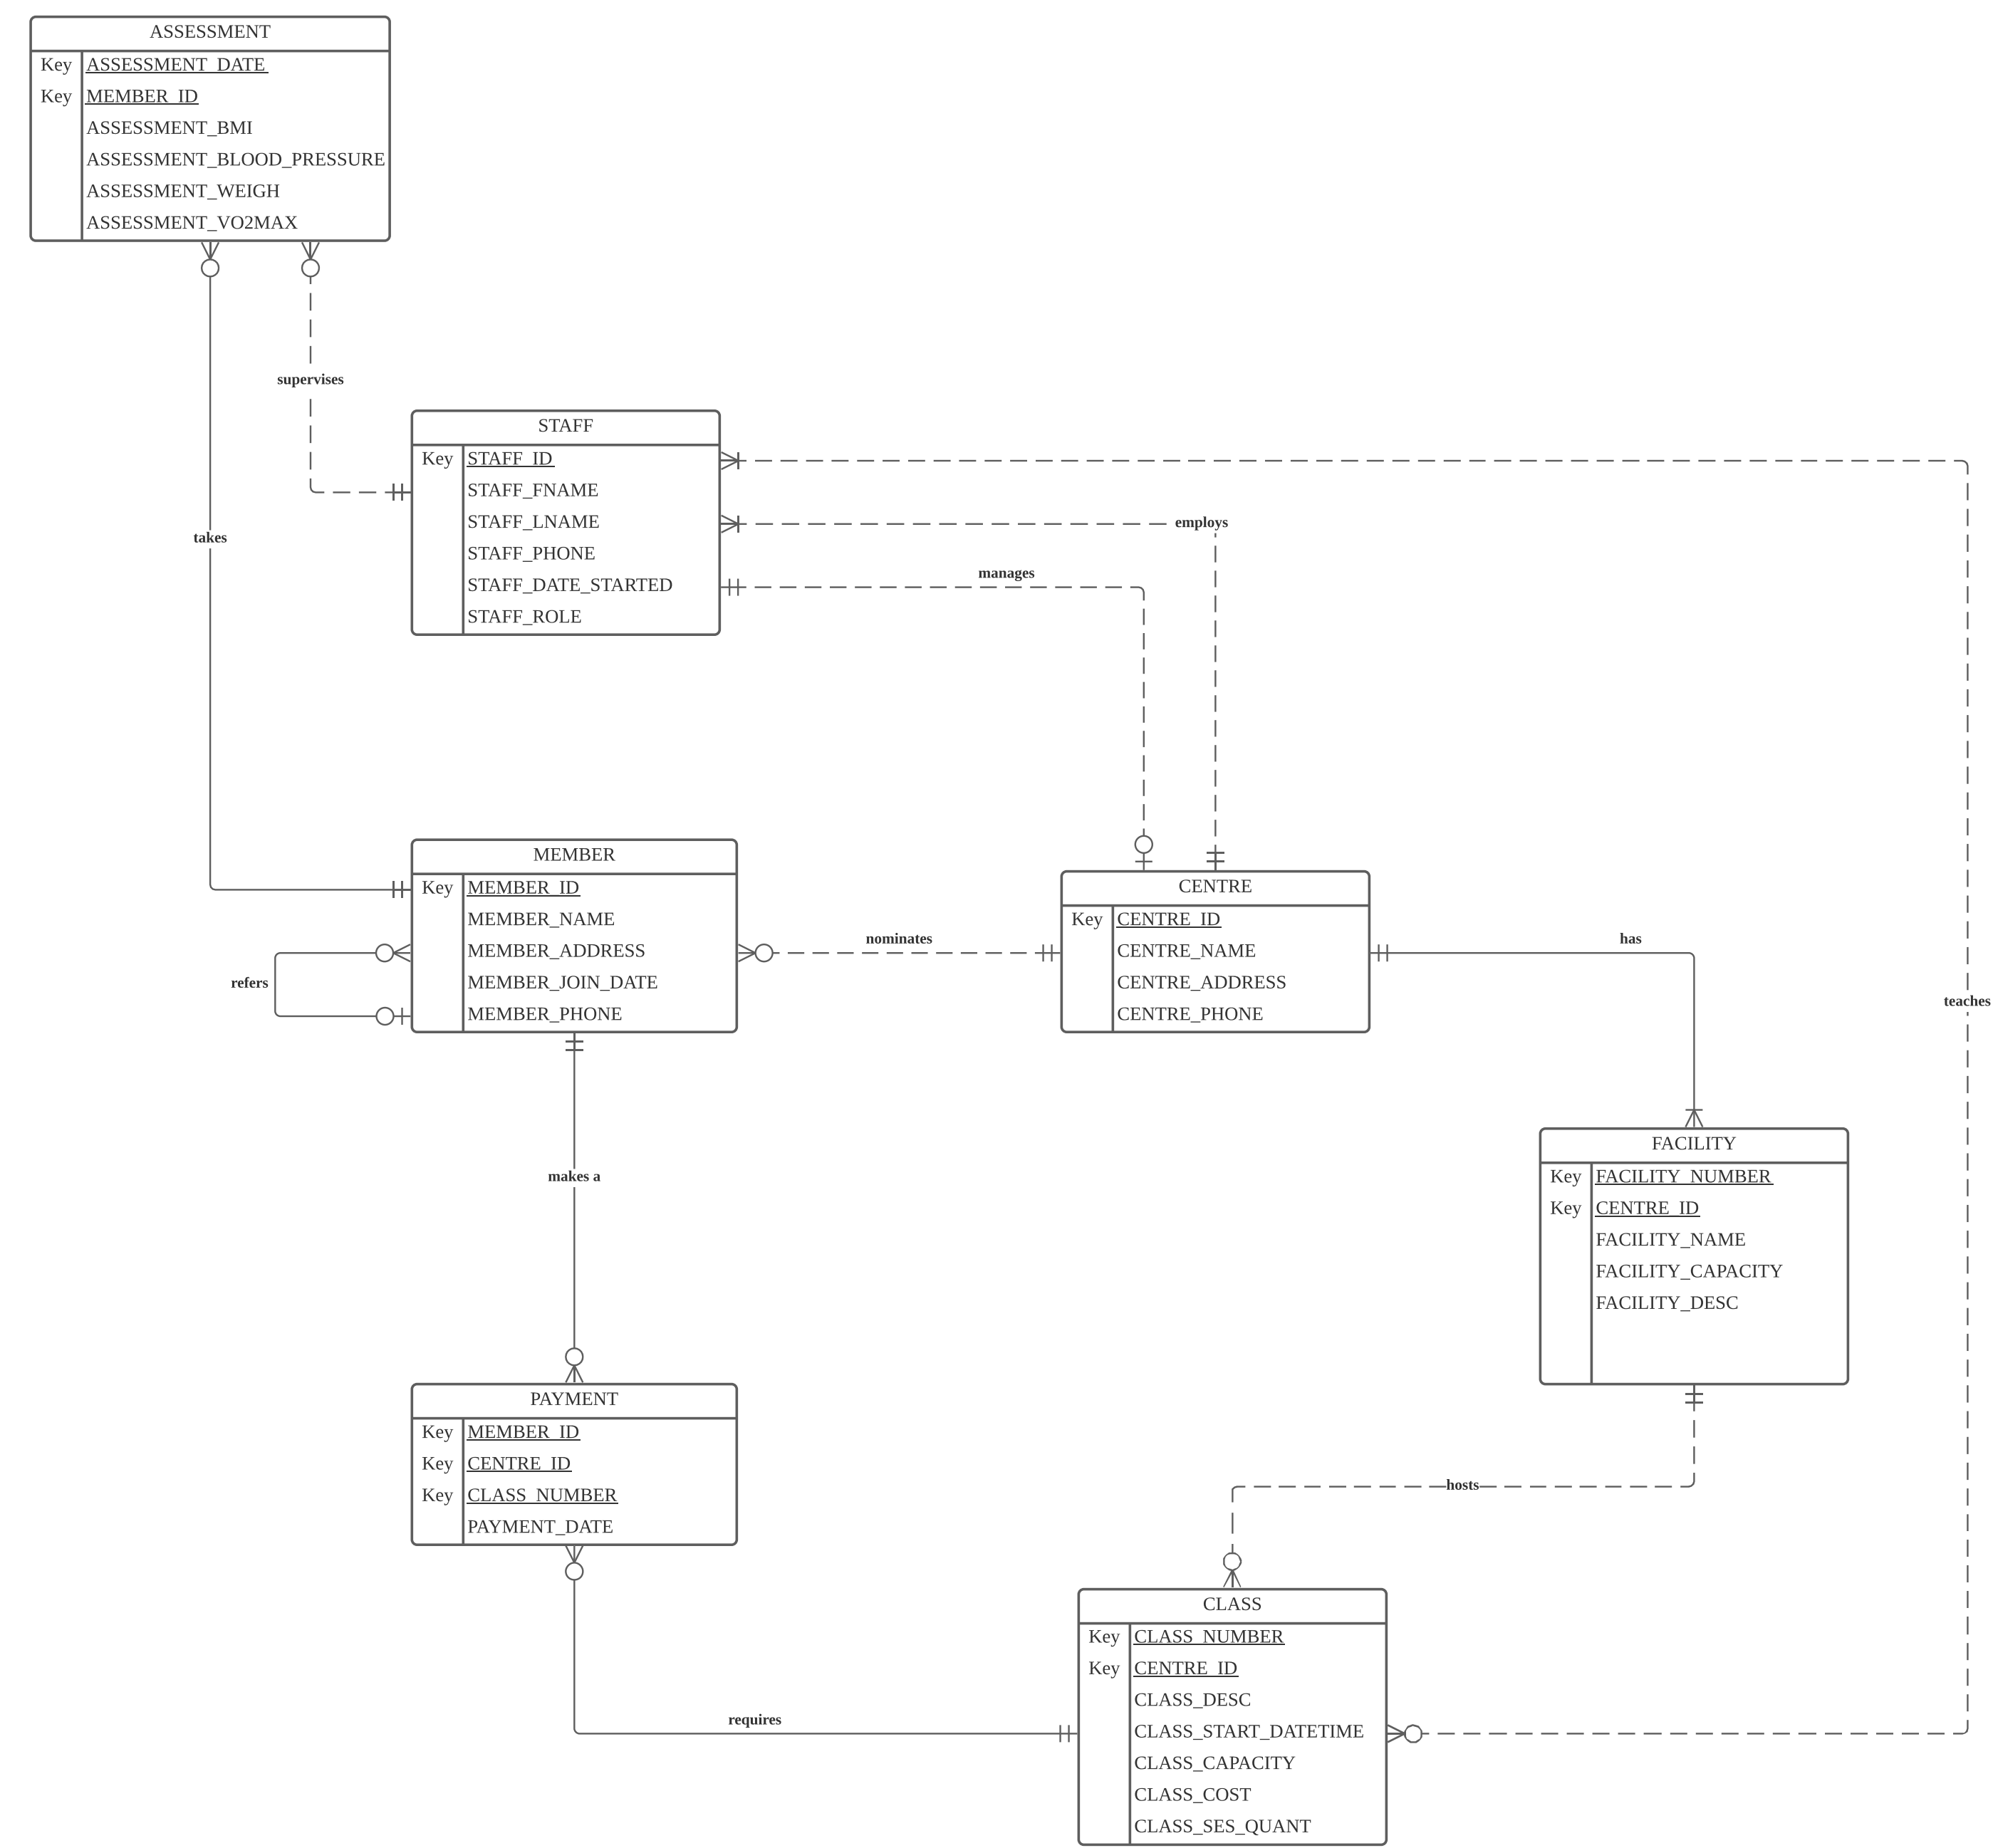 ASSESSMENT
Key ASSESSMENT_DATE
Key MEMBER_ID
ASSESSMENT_BMI
ASSESSMENT_BLOOD_PRESSURE
ASSESSMENT_WEIGH
ASSESSMENT_VO2MAX
supervises
takes
STAFF
Key STAFF_ID
STAFF_FNAME
STAFF_LNAME
STAFF_PHONE
STAFF_DATE_STARTED
STAFF_ROLE
employs
manages
MEMBER
Key MEMBER_ID
MEMBER_NAME
MEMBER_ADDRESS
MEMBER_JOIN_DATE
MEMBER_PHONE
refers
nominates
CENTRE
Key CENTRE_ID
CENTRE_NAME
CENTRE_ADDRESS
CENTRE_PHONE
has
teaches
makes a
FACILITY
Key FACILITY_NUMBER
Key CENTRE_ID
FACILITY_NAME
FACILITY_CAPACITY
FACILITY_DESC
PAYMENT
Key MEMBER_ID
Key CENTRE_ID
Key CLASS_NUMBER
PAYMENT_DATE
hosts
requires
CLASS
Key CLASS_NUMBER
Key CENTRE_ID
CLASS_DESC
CLASS_START_DATETIME
CLASS_CAPACITY
CLASS_COST
CLASS_SES_QUANT